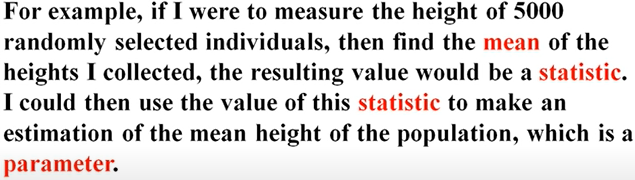 For example, if I were to measure the height of 5000
randomly selected individuals, then find the mean of the
heights I collected, the resulting value would be a statistic.
I could then use the value of this statistic to make an
estimation of the mean height of the population, which is a
parameter.